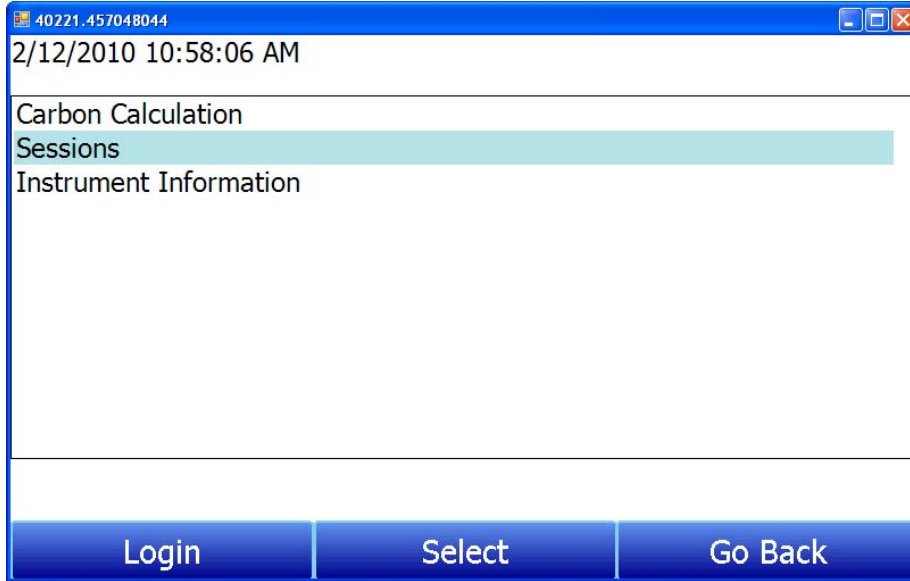 40221.457048044
2/12/2010 10:58:06 AM
Carbon Calculation
Sessions
Instrument Information
Login Select Go Back